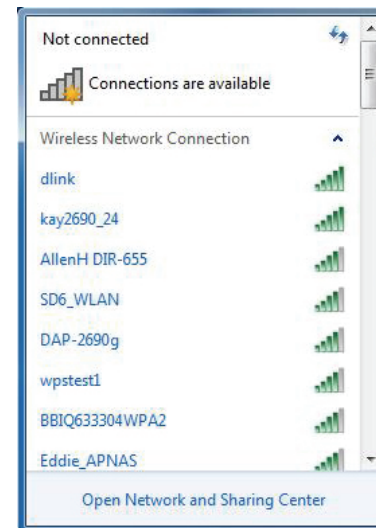 Not connected
Connections are available
Wireless Network Connection
dlink
kay2690_24
AllenH DIR-655
SD6_WLAN
DAP-2690g
wpstest1
BBIQ633304WPA2
Eddie_APNAS
Open Network and Sharing Center